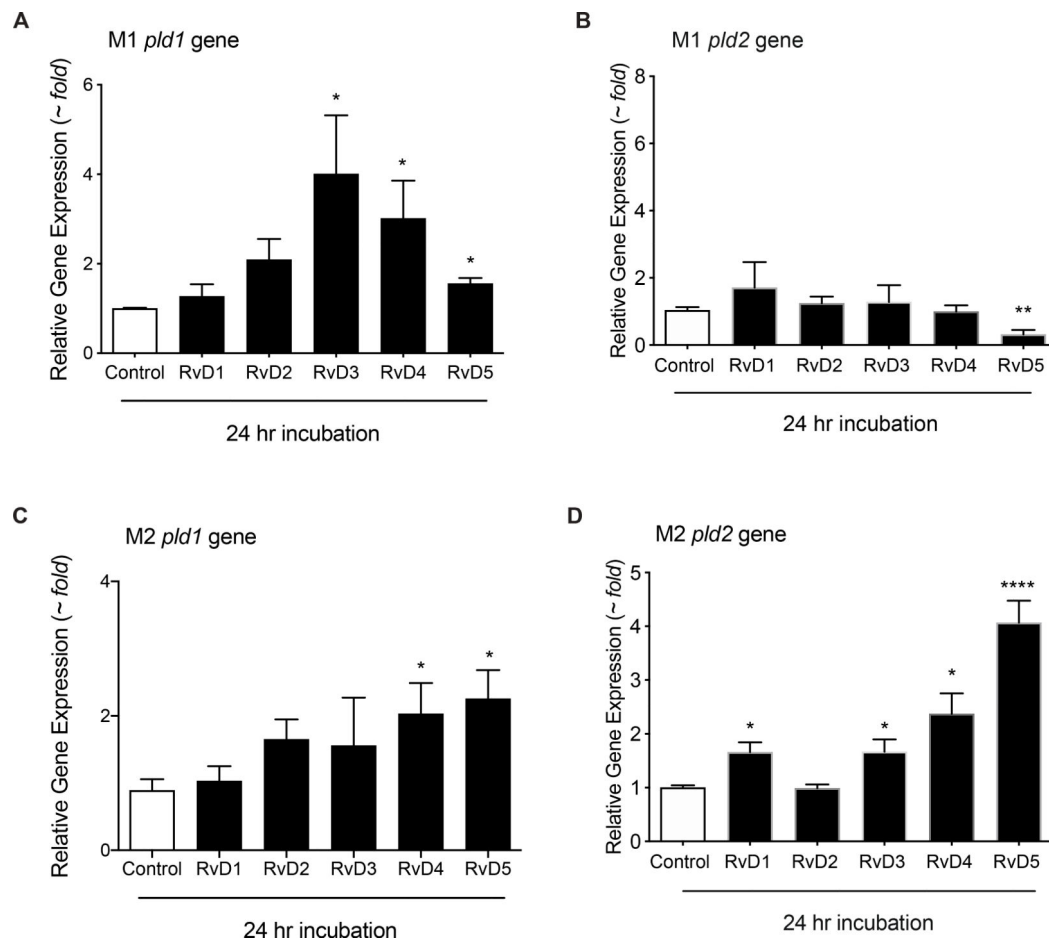 A
M1 pld1 gene
Relative Gene Expression (~ fold)
6
4
2
0
*
*
*
Control RvD1 RvD2 RvD3 RvD4 RvD5
24 hr incubation
B
M1 pld2 gene
Relative Gene Expression (~ fold)
8
6
4
2
0
**
Control RvD1 RvD2 RvD3 RvD4 RvD5
24 hr incubation
C
M2 pld1 gene
Relative Gene Expression (~ fold)
4
2
0
*
*
Control RvD1 RvD2 RvD3 RvD4 RvD5
24 hr incubation
D
M2 pld2 gene
Relative Gene Expression (~ fold)
5
4
3
2
1
0
*
*
*
****
Control RvD1 RvD2 RvD3 RvD4 RvD5
24 hr incubation